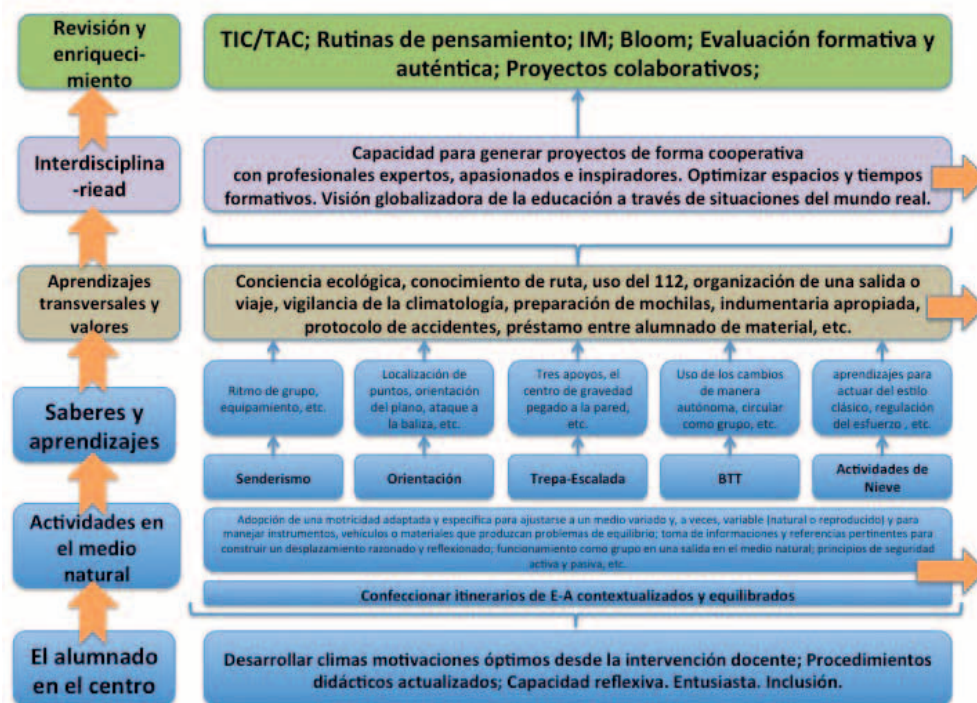 Revisión y
enriqueci-
miento
TIC/TAC; Rutinas de pensamiento; IM; Bloom; Evaluación formativa y
auténtica; Proyectos colaborativos;
Interdisciplina
-riead
Capacidad para generar proyectos de forma cooperativa
con profesionales expertos, apasionados e inspiradores. Optimizar espacios y tiempos
formativos. Visión globalizadora de la educación a través de situaciones del mundo real.
Aprendizajes
transversales y
valores
Conciencia ecológica, conocimiento de ruta, uso del 112, organización de una salida o
viaje, vigilancia de la climatología, preparación de mochilas, indumentaria apropiada,
protocolo de accidentes, préstamo entre alumnado de material, etc.
Saberes y
aprendizajes
Ritmo de grupo,
equipamiento, etc.
Localización de
puntos, orientación
del plano, ataque a
la baliza, etc.
Tres apoyos, el
centro de gravedad
pegado a la pared,
etc.
Uso de los cambios
de manera
autónoma, circular
como grupo, etc.
aprendizajes para
actuar del estilo
clásico, regulación
del esfuerzo , etc.
Senderismo
Orientación
Trepa-Escalada
BTT
Actividades de
Nieve
Actividades en
el medio
natural
Adopción de una motricidad adaptada y específica para ajustarse a un medio variado y, a veces, variable (natural o reproducido) y para
manejar instrumentos, vehículos o materiales que produzcan problemas de equilibrio; toma de informaciones y referencias pertinentes para
construir un desplazamiento razonado y reflexionado; funcionamiento como grupo en una salida en el medio natural; principios de seguridad
activa y pasiva, etc.
Confeccionar itinerarios de E-A contextualizados y equilibrados
El alumnado
en el centro
Desarrollar climas motivaciones óptimos desde la intervención docente; Procedimientos
didácticos actualizados; Capacidad reflexiva. Entusiasta. Inclusión.